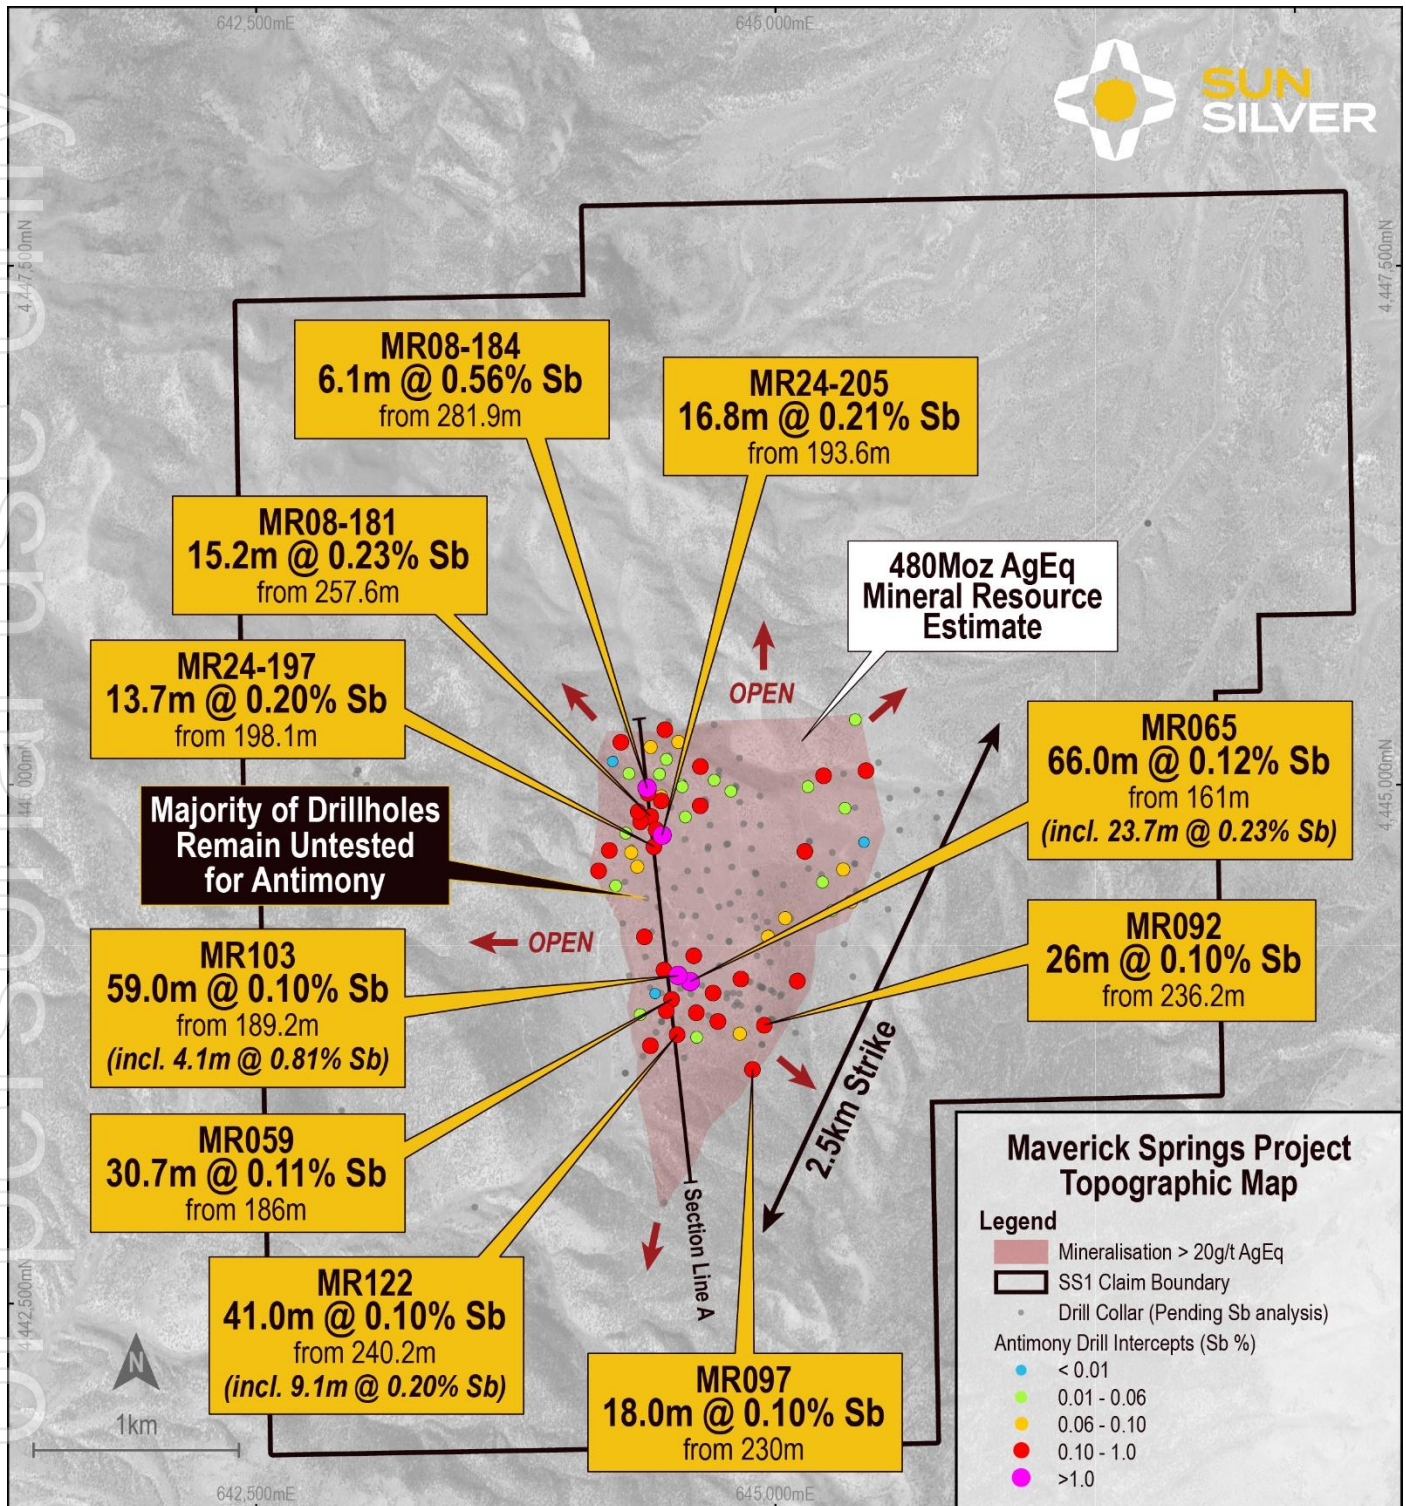 642,500mE
645,000mE
SUN
SILVER
4,447,500mN
4,447,500mN
MR08-184
6.1m @ 0.56% Sb
from 281.9m
MR24-205
16.8m @ 0.21% Sb
from 193.6m
MR08-181
15.2m @ 0.23% Sb
from 257.6m
480Moz AgEq
Mineral Resource
Estimate
MR24-197
13.7m @ 0.20% Sb
from 198.1m
OPEN
MR065
66.0m @ 0.12% Sb
from 161m
(incl. 23.7m @ 0.23% Sb)
4,445,000mN
Majority of Drillholes
Remain Untested
for Antimony
OPEN
MR103
59.0m @ 0.10% Sb
from 189.2m
(incl. 4.1m @ 0.81% Sb)
MR092
26m @ 0.10% Sb
from 236.2m
2.5km Strike
MR059
30.7m @ 0.11% Sb
from 186m
Section Line A
MR122
41.0m @ 0.10% Sb
from 240.2m
(incl. 9.1m @ 0.20% Sb)
MR097
18.0m @ 0.10% Sb
from 230m
N
1km
Maverick Springs Project
Topographic Map
Legend
Mineralisation > 20g/t AgEq
SS1 Claim Boundary
Drill Collar (Pending Sb analysis)
Antimony Drill Intercepts (Sb %)
< 0.01
0.01 - 0.06
0.06 - 0.10
0.10 - 1.0
>1.0
642,500mE
645,000mE